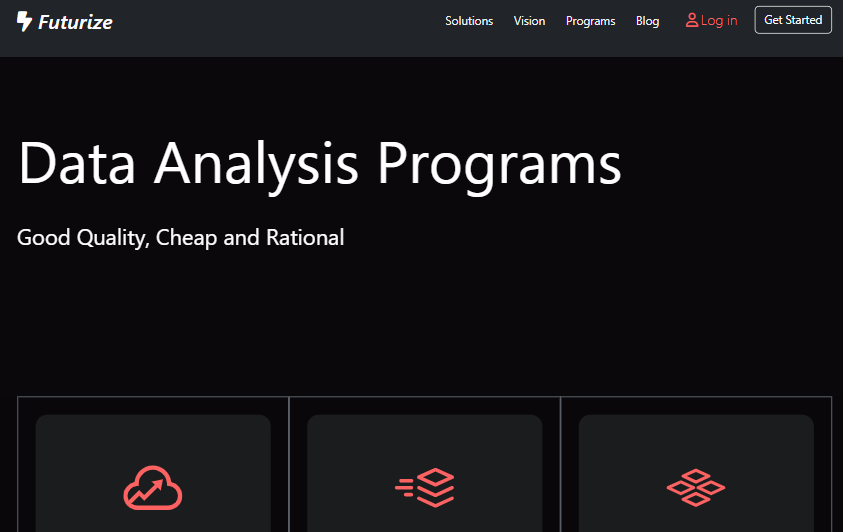 Futurize
Solutions Vision Programs Blog Log in Get Started
Data Analysis Programs
Good Quality, Cheap and Rational